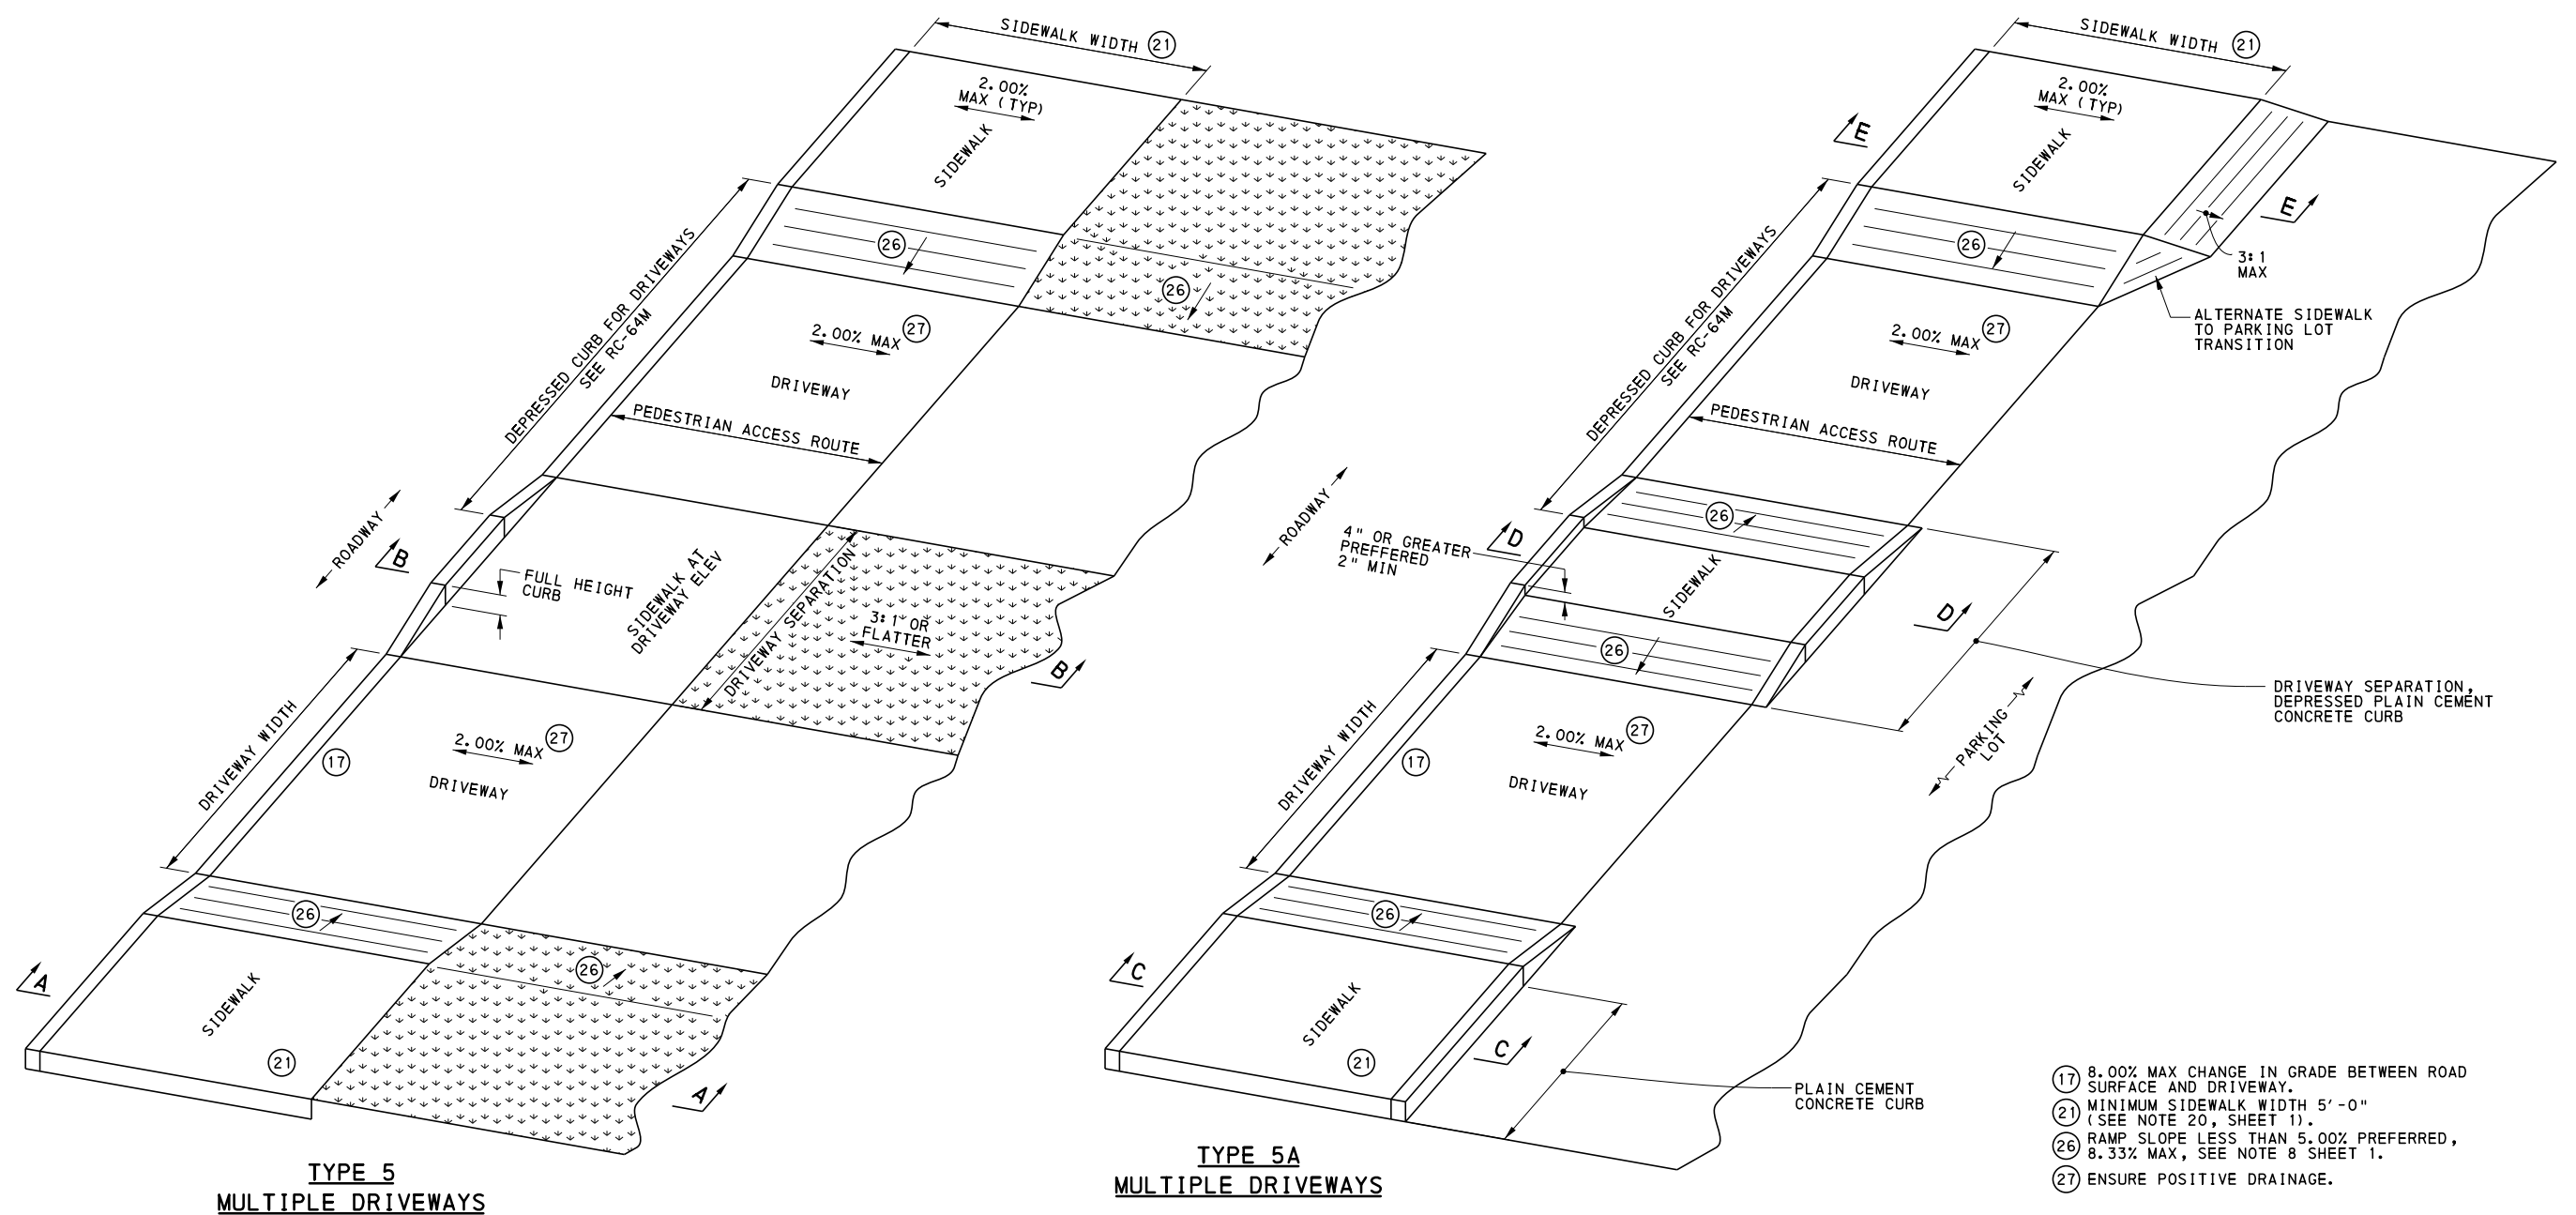 SIDEWALK WIDTH 21
2.00%
MAX (TYP)
SIDEWALK
26
26
DEPRESSED CURB FOR DRIVEWAYS
SEE RC-64M
2.00% MAX 27
DRIVEWAY
PEDESTRIAN ACCESS ROUTE
ROADWAY
B
FULL HEIGHT
CURB
SIDEWALK AT
DRIVEWAY ELEV
DRIVEWAY SEPARATION
3:1 OR
FLATTER
B
DRIVEWAY WIDTH
17
2.00% MAX 27
DRIVEWAY
26
26
A
SIDEWALK
21
A
TYPE 5
MULTIPLE DRIVEWAYS
SIDEWALK WIDTH 21
2.00%
MAX (TYP)
E
SIDEWALK
E
26
3:1
MAX
ALTERNATE SIDEWALK
TO PARKING LOT
TRANSITION
DEPRESSED CURB FOR DRIVEWAYS
SEE RC-64M
2.00% MAX 27
DRIVEWAY
PEDESTRIAN ACCESS ROUTE
ROADWAY
26
D
4" OR GREATER
PREFFERED
2" MIN
SIDEWALK
D
26
DRIVEWAY SEPARATION,
DEPRESSED PLAIN CEMENT
CONCRETE CURB
PARKING
LOT
DRIVEWAY WIDTH
17
2.00% MAX 27
DRIVEWAY
26
C
SIDEWALK
21
C
PLAIN CEMENT
CONCRETE CURB
TYPE 5A
MULTIPLE DRIVEWAYS
17 8.00% MAX CHANGE IN GRADE BETWEEN ROAD
SURFACE AND DRIVEWAY.
21 MINIMUM SIDEWALK WIDTH 5'-0"
(SEE NOTE 20, SHEET 1).
26 RAMP SLOPE LESS THAN 5.00% PREFERRED,
8.33% MAX, SEE NOTE 8 SHEET 1.
27 ENSURE POSITIVE DRAINAGE.